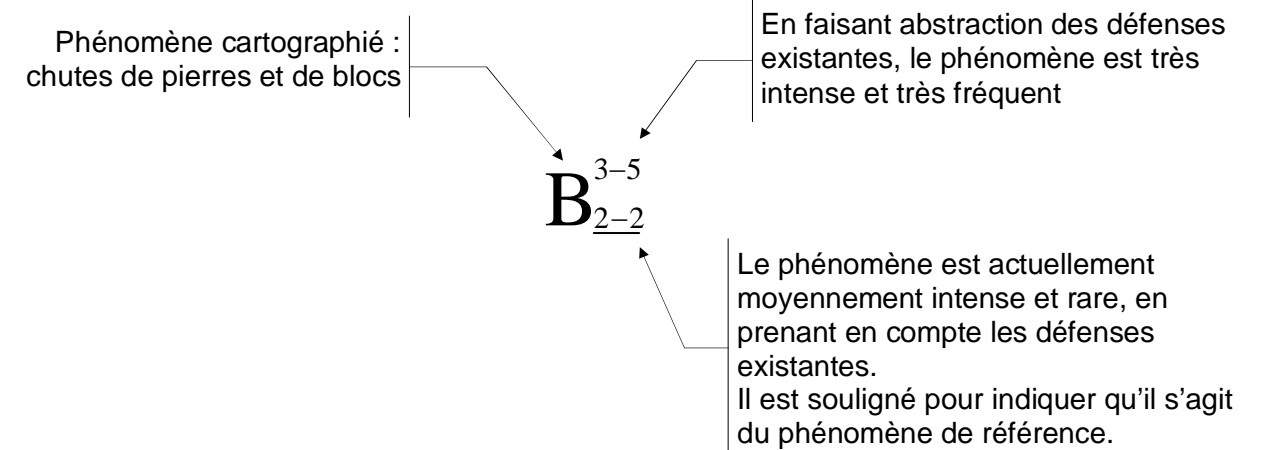 Phénomène cartographié :
chutes de pierres et de blocs
En faisant abstraction des défenses
existantes, le phénomène est très
intense et très fréquent
B
3–5
2–2
Le phénomène est actuellement
moyennement intense et rare, en
prenant en compte les défenses
existantes.
Il est souligné pour indiquer qu’il s’agit
du phénomène de référence.